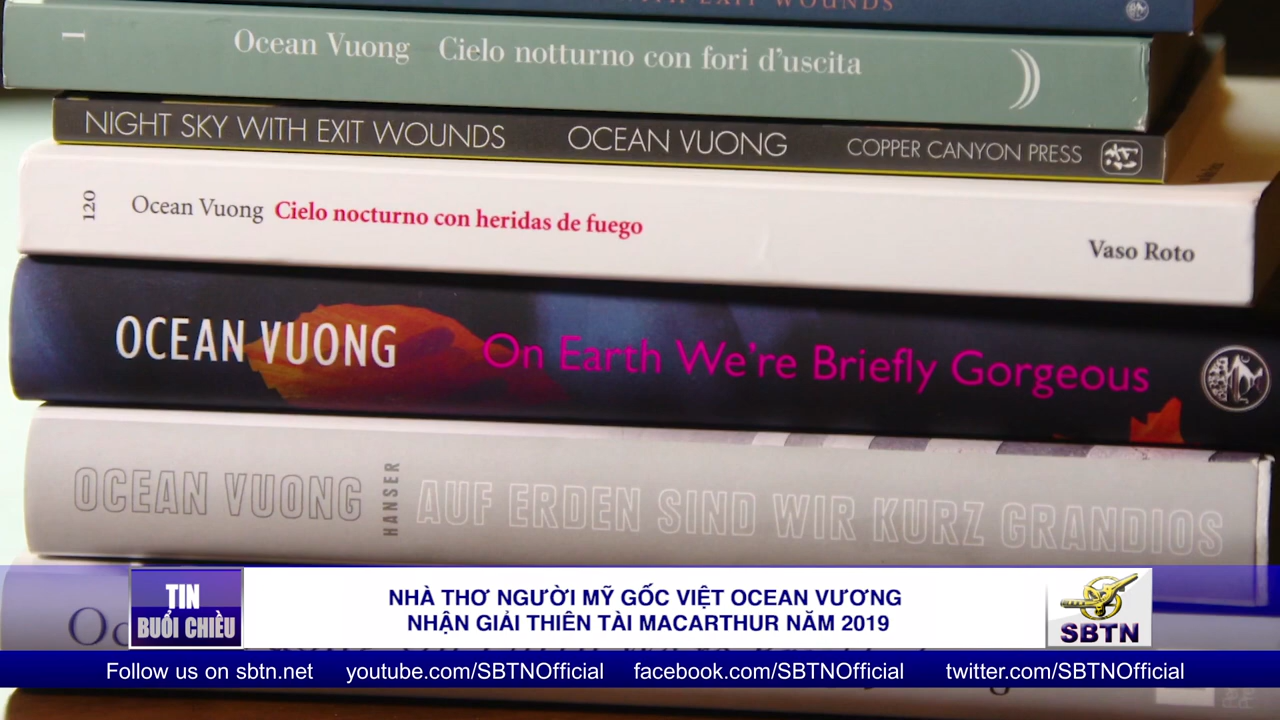 WITH EXIT WOUNDS
1 Ocean Vuong Cielo notturno con fori d'uscita
NIGHT SKY WITH EXIT WOUNDS OCEAN VUONG COPPER CANYON PRESS
120 Ocean Vuong Cielo nocturno con heridas de fuego Vaso Roto
OCEAN VUONG On Earth We're Briefly Gorgeous
OCEAN VUONG HANSER AUF ERDEN SIND WIR KURZ GRANDIOS
TIN
BUỔI CHIỀU
NHÀ THƠ NGƯỜI MỸ GỐC VIỆT OCEAN VƯƠNG
NHẬN GIẢI THIÊN TÀI MACARTHUR NĂM 2019
SBTN
Follow us on sbtn.net youtube.com/SBTNOfficial facebook.com/SBTNOfficial twitter.com/SBTNOfficial